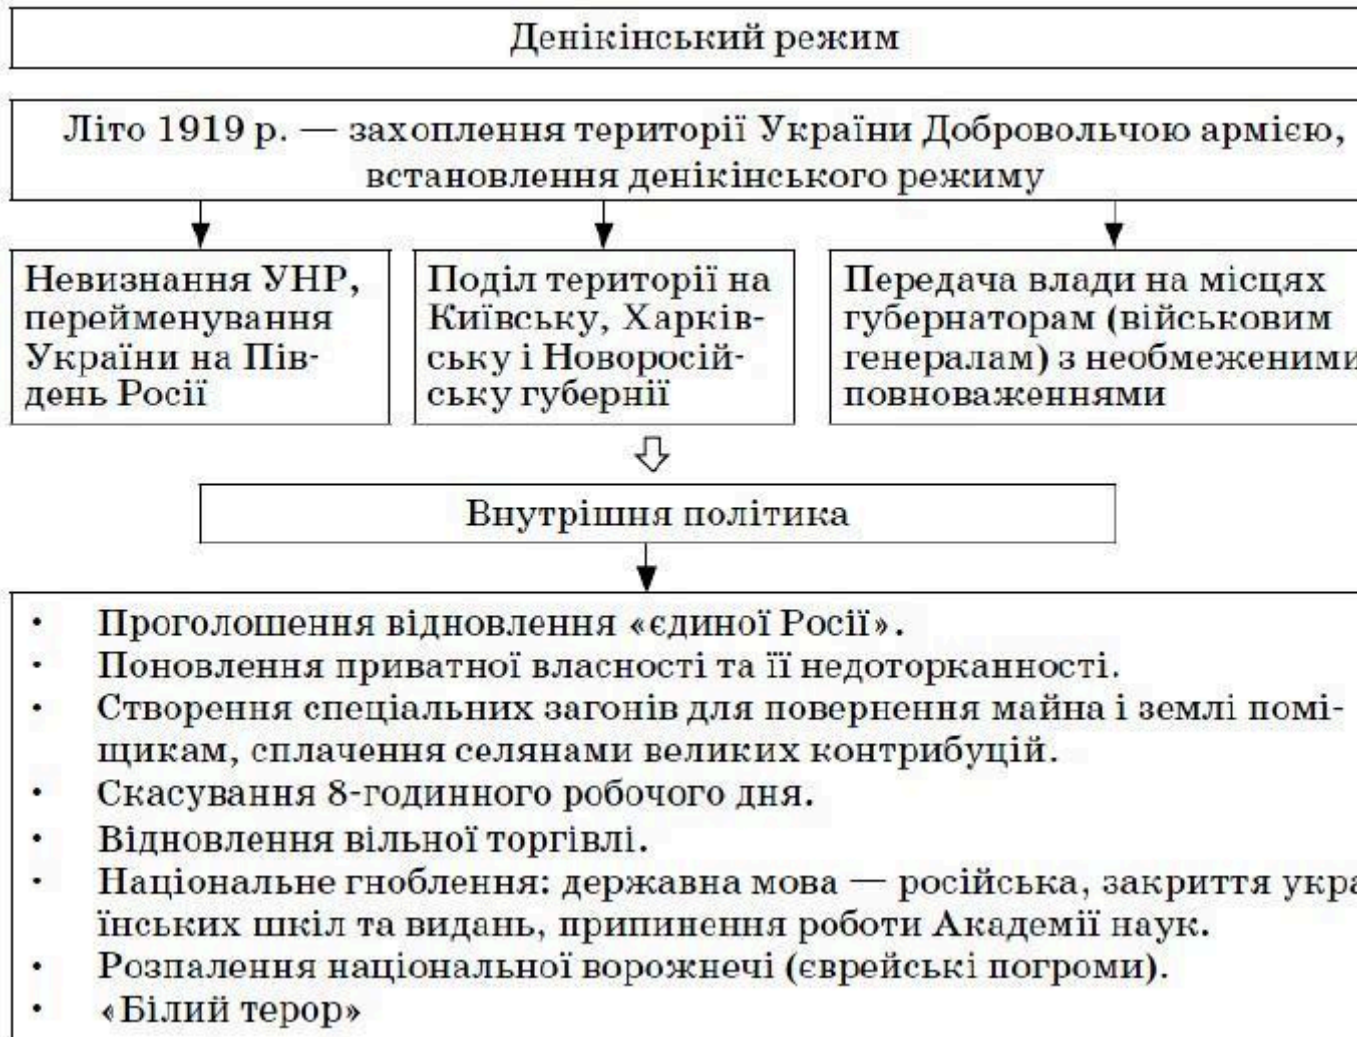 Денікінський режим
Літо 1919 р. — захоплення території України Добровольчою армією,
встановлення денікінського режиму
Невизнання УНР,
перейменування
України на Пів-
день Росії
Поділ території на
Київську, Харків-
ську і Новоросій-
ську губернії
Передача влади на місцях
губернаторам (військовим
генералам) з необмеженими
повноваженнями
Внутрішня політика
• Проголошення відновлення «єдиної Росії».
• Поновлення приватної власності та її недоторканності.
• Створення спеціальних загонів для повернення майна і землі помі-
щикам, сплачення селянами великих контрибуцій.
• Скасування 8-годинного робочого дня.
• Відновлення вільної торгівлі.
• Національне гноблення: державна мова — російська, закриття укра
їнських шкіл та видань, припинення роботи Академії наук.
• Розпалення національної ворожнечі (єврейські погроми).
• «Білий терор»